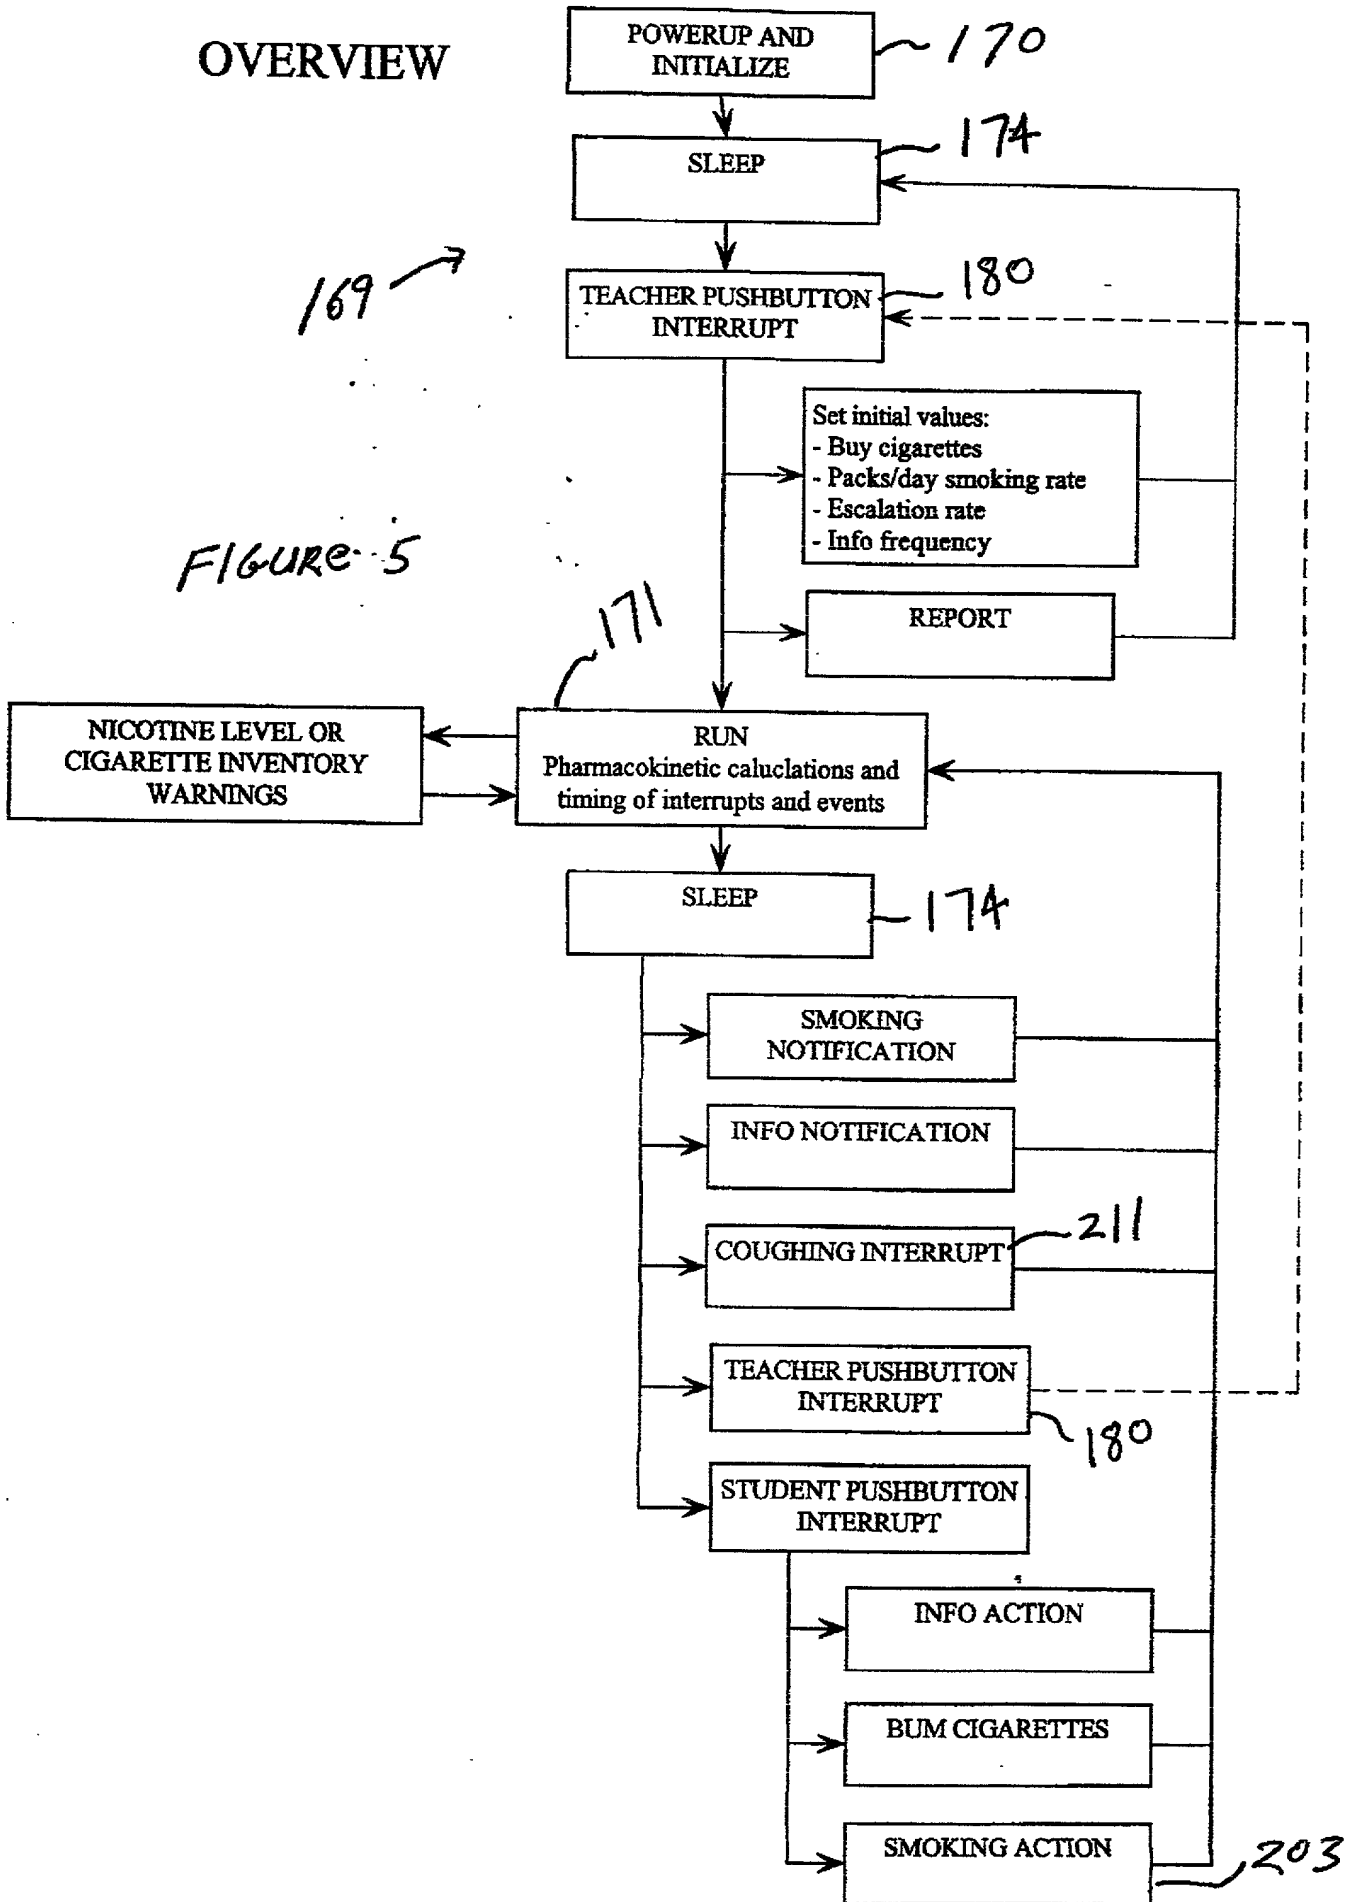 OVERVIEW
POWERUP AND
INITIALIZE
170
SLEEP
174
169
TEACHER PUSHBUTTON
INTERRUPT
180
Set initial values:
- Buy cigarettes
- Packs/day smoking rate
- Escalation rate
- Info frequency
FIGURE 5
REPORT
171
NICOTINE LEVEL OR
CIGARETTE INVENTORY
WARNINGS
RUN
Pharmacokinetic caluclations and
timing of interrupts and events
SLEEP
174
SMOKING
NOTIFICATION
INFO NOTIFICATION
COUGHING INTERRUPT
211
TEACHER PUSHBUTTON
INTERRUPT
180
STUDENT PUSHBUTTON
INTERRUPT
INFO ACTION
BUM CIGARETTES
SMOKING ACTION
203